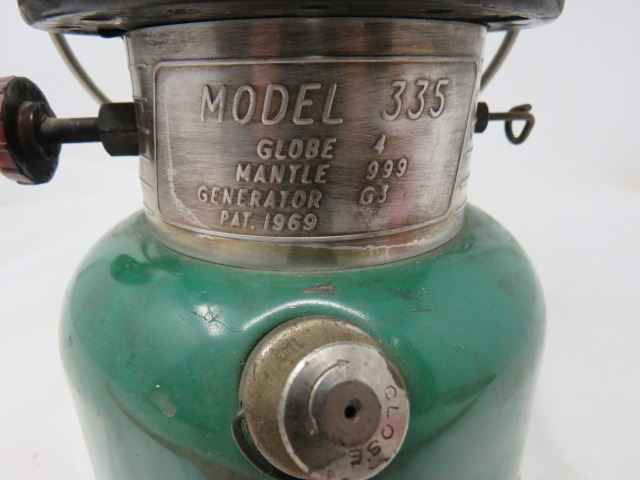 MODEL 335
GLOBE 4
MANTLE 999
GENERATOR G3
PAT. 1969
CLOSE